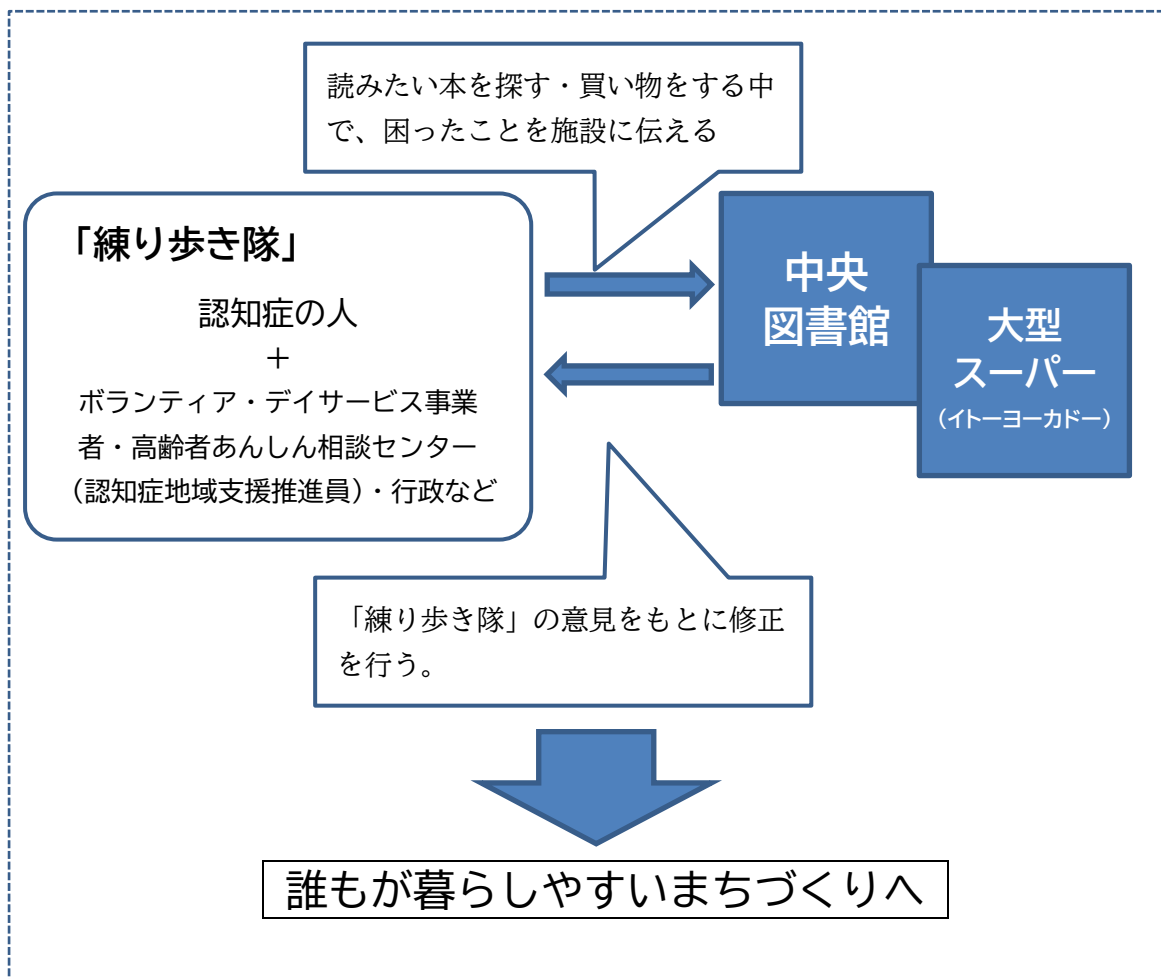 読みたい本を探す・買い物をする中
で、困ったことを施設に伝える
「練り歩き隊」
認知症の人
+
ボランティア・デイサービス事業
者・高齢者あんしん相談センター
(認知症地域支援推進員)・行政など
中央
図書館
大型
スーパー
(イトーヨーカドー)
「練り歩き隊」の意見をもとに修正
を行う。
誰もが暮らしやすいまちづくりへ